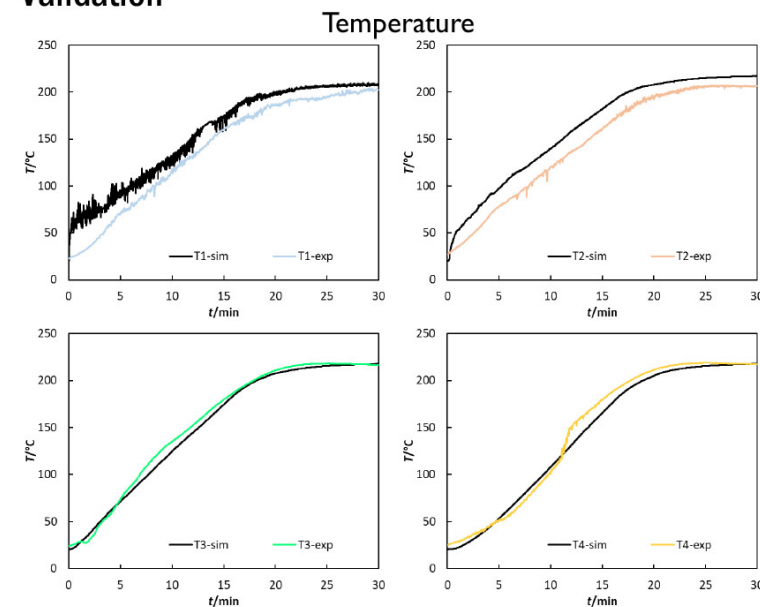 Validation
Temperature
250
200
150
100
50
0
T/°C
0 5 10 15 20 25 30
t/min
T1-sim T1-exp
250
200
150
100
50
0
T/°C
0 5 10 15 20 25 30
t/min
T2-sim T2-exp
250
200
150
100
50
0
T/°C
0 5 10 15 20 25 30
t/min
T3-sim T3-exp
250
200
150
100
50
0
T/°C
0 5 10 15 20 25 30
t/min
T4-sim T4-exp